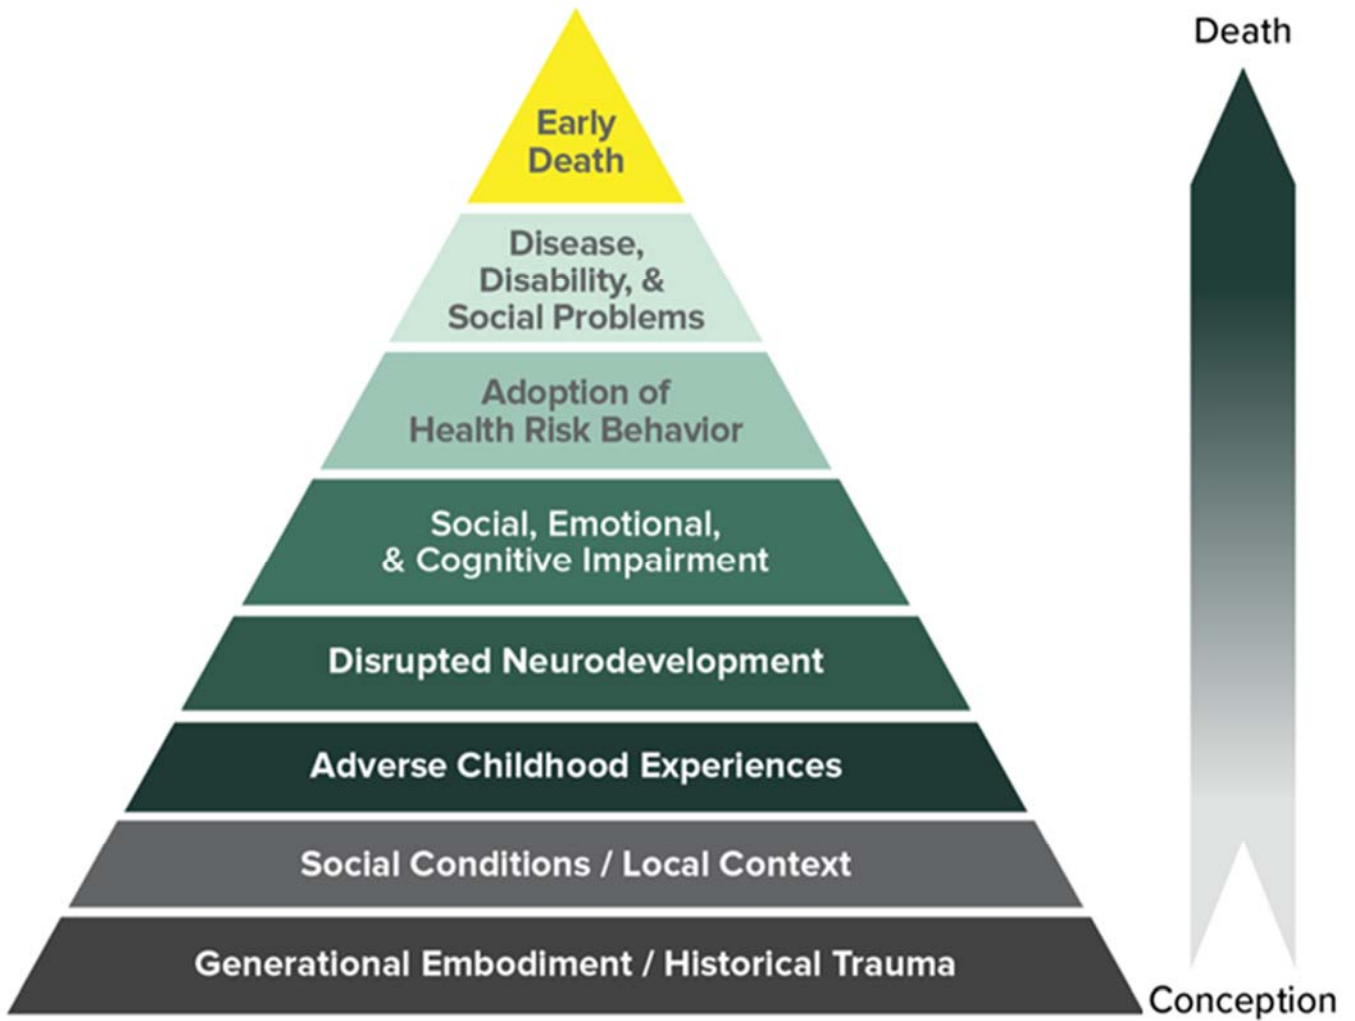 Death
Early
Death
Disease,
Disability, &
Social Problems
Adoption of
Health Risk Behavior
Social, Emotional,
& Cognitive Impairment
Disrupted Neurodevelopment
Adverse Childhood Experiences
Social Conditions / Local Context
Generational Embodiment / Historical Trauma
Conception